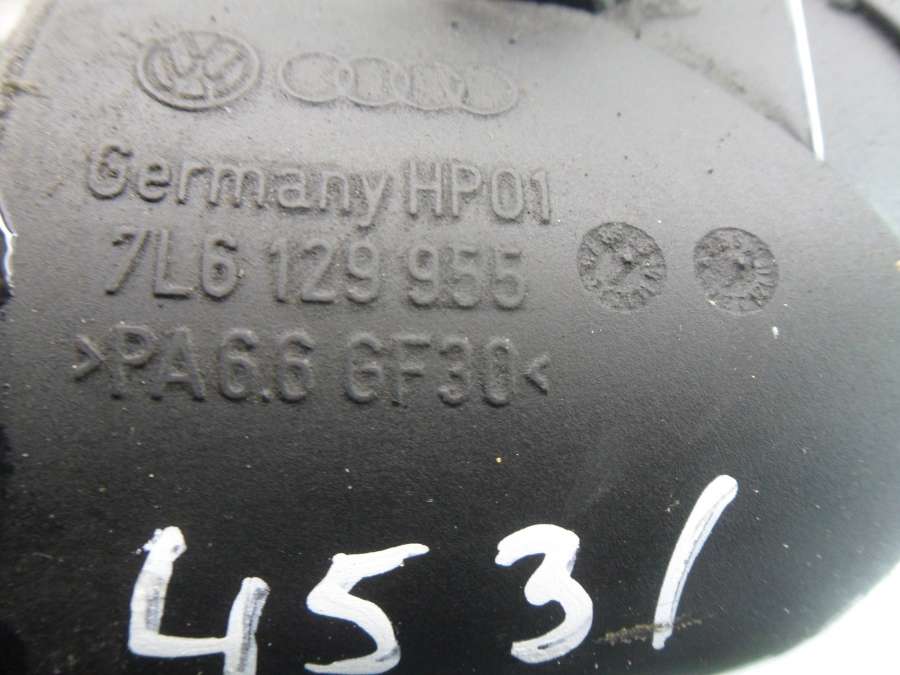 Germany HP01
7L6 129 955
>PA6.6 GF30<
4531